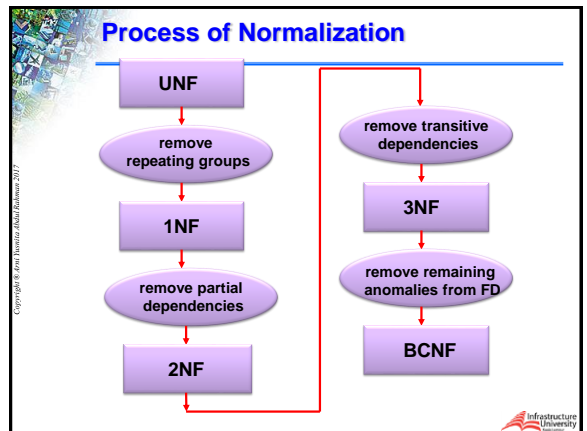 Process of Normalization
UNF
remove
repeating groups
1NF
remove partial
dependencies
2NF
remove transitive
dependencies
3NF
remove remaining
anomalies from FD
BCNF
Copyright ® Arni Yusnita Abdul Rahman 2017
Infrastructure
University